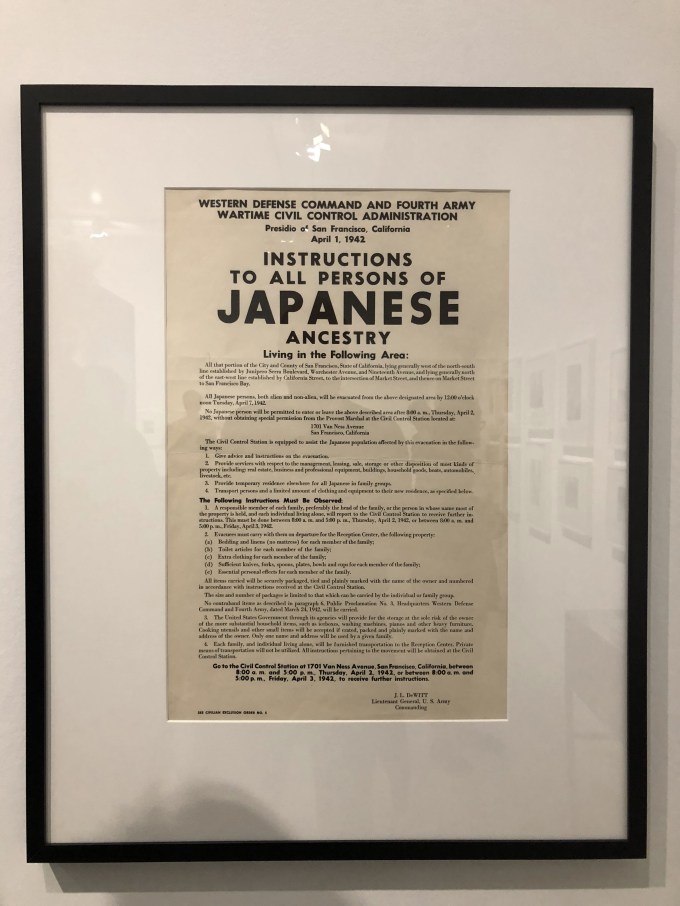 WESTERN DEFENSE COMMAND AND FOURTH ARMY
WARTIME CIVIL CONTROL ADMINISTRATION
Presidio of San Francisco, California
April 1, 1942
INSTRUCTIONS
TO ALL PERSONS OF
JAPANESE
ANCESTRY
Living in the Following Area:
All that portion of the City and County of San Francisco, State of California, lying generally west of the north-south
line established by Junipero Serra Boulevard, Worchester Avenue, and Nineteenth Avenue, and lying generally north
of the east-west line established by California Street, to the intersection of Market Street, and thence on Market Street
to San Francisco Bay.
All Japanese persons, both alien and non-alien, will be evacuated from the above designated area by 12:00 o'clock
noon Tuesday, April 7, 1942.
No Japanese person will be permitted to enter or leave the above described area after 8:00 a. m., Thursday, April 2,
1942, without obtaining special permission from the Provost Marshal at the Civil Control Station located at:
1701 Van Ness Avenue
San Francisco, California
The Civil Control Station is equipped to assist the Japanese population affected by this evacuation in the follow-
ing ways:
1. Give advice and instructions on the evacuation.
2. Provide services with respect to the management, leasing, sale, storage or other disposition of most kinds of
property including: real estate, business and professional equipment, buildings, household goods, boats, automobiles,
livestock, etc.
3. Provide temporary residence elsewhere for all Japanese in family groups.
4. Transport persons and a limited amount of clothing and equipment to their new residence, as specified below.
The Following Instructions Must Be Observed:
1. A responsible member of each family, preferably the head of the family, or the person in whose name most of
the property is held, and each individual living alone, will report to the Civil Control Station to receive further in-
structions. This must be done between 8:00 a. m. and 5:00 p. m., Thursday, April 2, 1942, or between 8:00 a. m. and
5:00 p. m., Friday, April 3, 1942.
2. Evacuees must carry with them on departure for the Reception Center, the following property:
(a) Bedding and linens (no mattress) for each member of the family;
(b) Toilet articles for each member of the family;
(c) Extra clothing for each member of the family;
(d) Sufficient knives, forks, spoons, plates, bowls and cups for each member of the family;
(e) Essential personal effects for each member of the family.
All items carried will be securely packaged, tied and plainly marked with the name of the owner and numbered
in accordance with instructions received at the Civil Control Station.
The size and number of packages is limited to that which can be carried by the individual or family group.
No contraband items as described in paragraph 6, Public Proclamation No. 3, Headquarters Western Defense
Command and Fourth Army, dated March 24, 1942, will be carried.
3. The United States Government through its agencies will provide for the storage at the sole risk of the owner
of the more substantial household items, such as iceboxes, washing machines, pianos and other heavy furniture.
Cooking utensils and other small items will be accepted if crated, packed and plainly marked with the name and
address of the owner. Only one name and address will be used by a given family.
4. Each family, and individual living alone, will be furnished transportation to the Reception Center. Private
means of transportation will not be utilized. All instructions pertaining to the movement will be obtained at the Civil
Control Station.
Go to the Civil Control Station at 1701 Van Ness Avenue, San Francisco, California, between
8:00 a. m. and 5:00 p. m., Thursday, April 2, 1942, or between 8:00 a. m. and
5:00 p. m., Friday, April 3, 1942, to receive further instructions.
J. L. DeWITT
Lieutenant General, U. S. Army
Commanding
SEE CIVILIAN EXCLUSION ORDER NO.